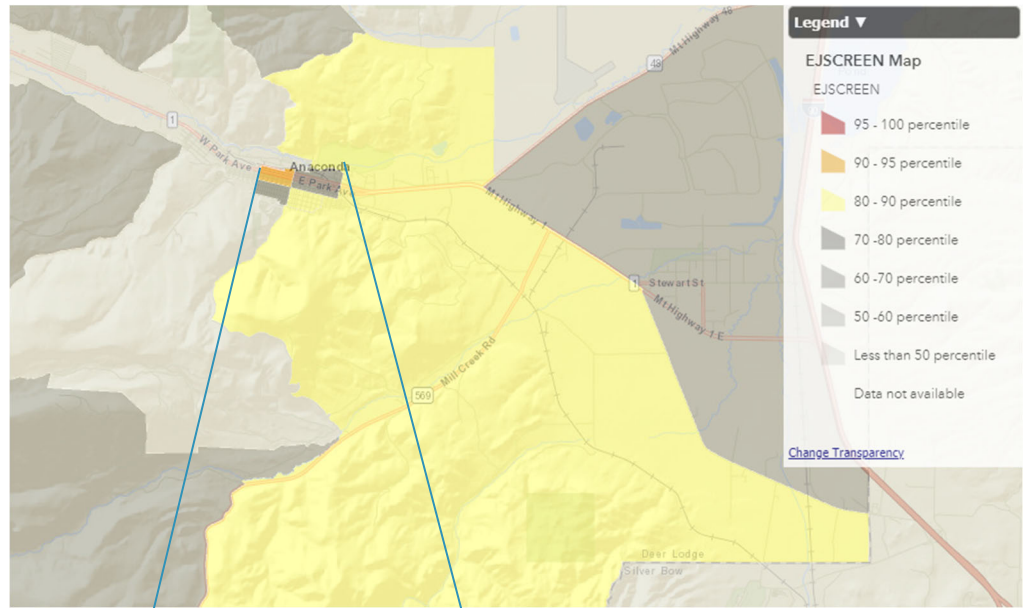 Legend ▼
EJSCREEN Map
EJSCREEN
95 - 100 percentile
90 - 95 percentile
80 - 90 percentile
70 -80 percentile
60 -70 percentile
50 -60 percentile
Less than 50 percentile
Data not available
Change Transparency
Mt Highway 48
48
1
W Park Ave
Anaconda
E Park Ave
Mt Highway 1
1
Stewart St
Mt Highway 1 E
Mill Creek Rd
569
Deer Lodge
Silver Bow